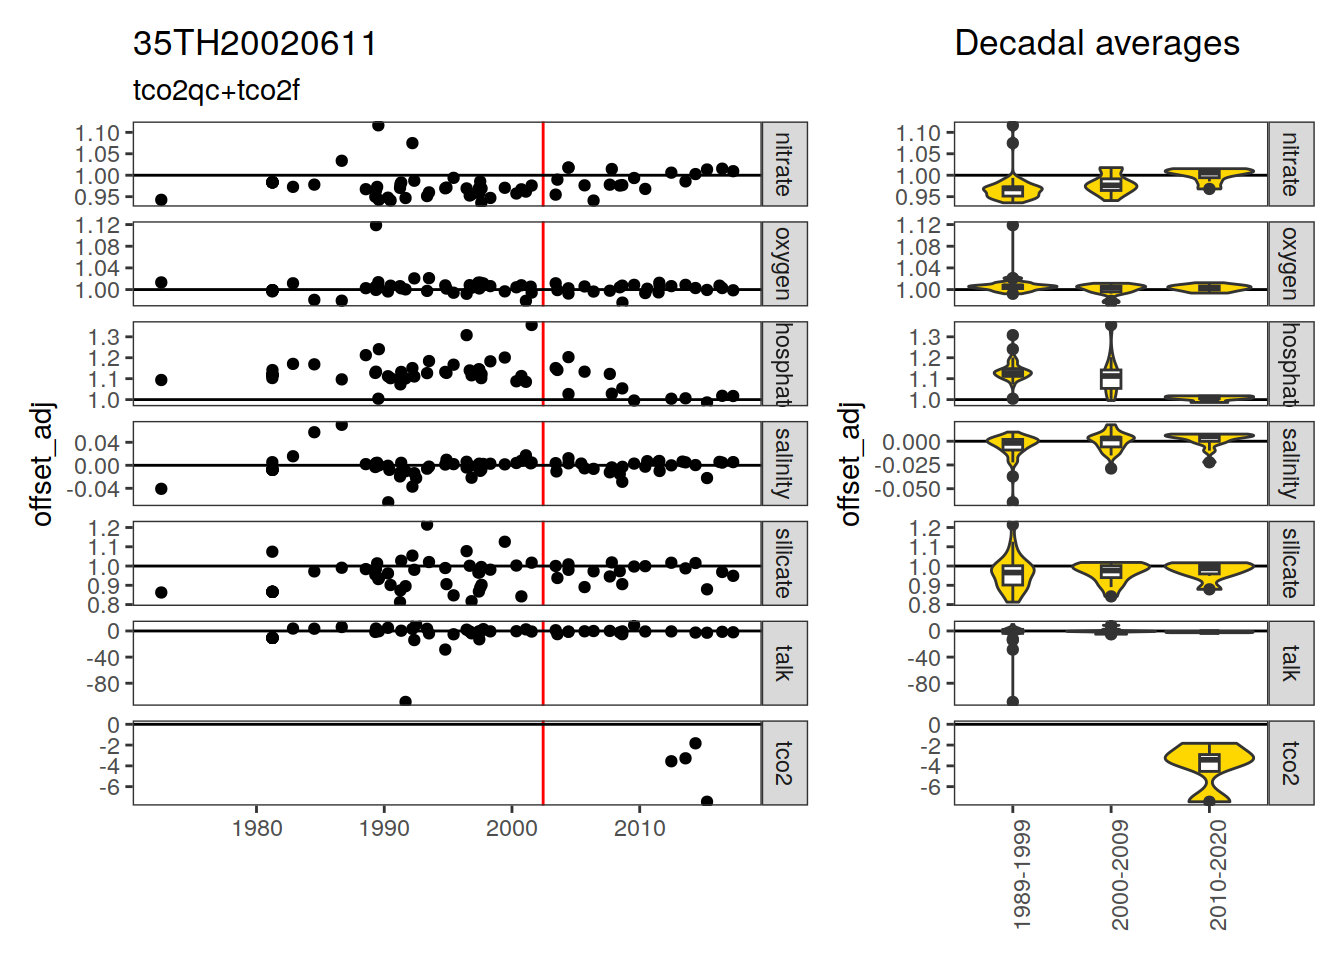 35TH20020611
tco2qc+tco2f
Decadal averages
offset_adj
1.10
1.05
1.00
0.95
nitrate
1.12
1.08
1.04
1.00
oxygen
1.3
1.2
1.1
1.0
hosphat
0.04
0.00
-0.04
salinity
1.2
1.1
1.0
0.9
0.8
silicate
0
-40
-80
talk
0
-2
-4
-6
tco2
1980 1990 2000 2010
offset_adj
1.10
1.05
1.00
0.95
nitrate
1.12
1.08
1.04
1.00
oxygen
1.3
1.2
1.1
1.0
hosphat
0.000
-0.025
-0.050
salinity
1.2
1.1
1.0
0.9
0.8
silicate
0
-40
-80
talk
0
-2
-4
-6
tco2
1989-1999
2000-2009
2010-2020